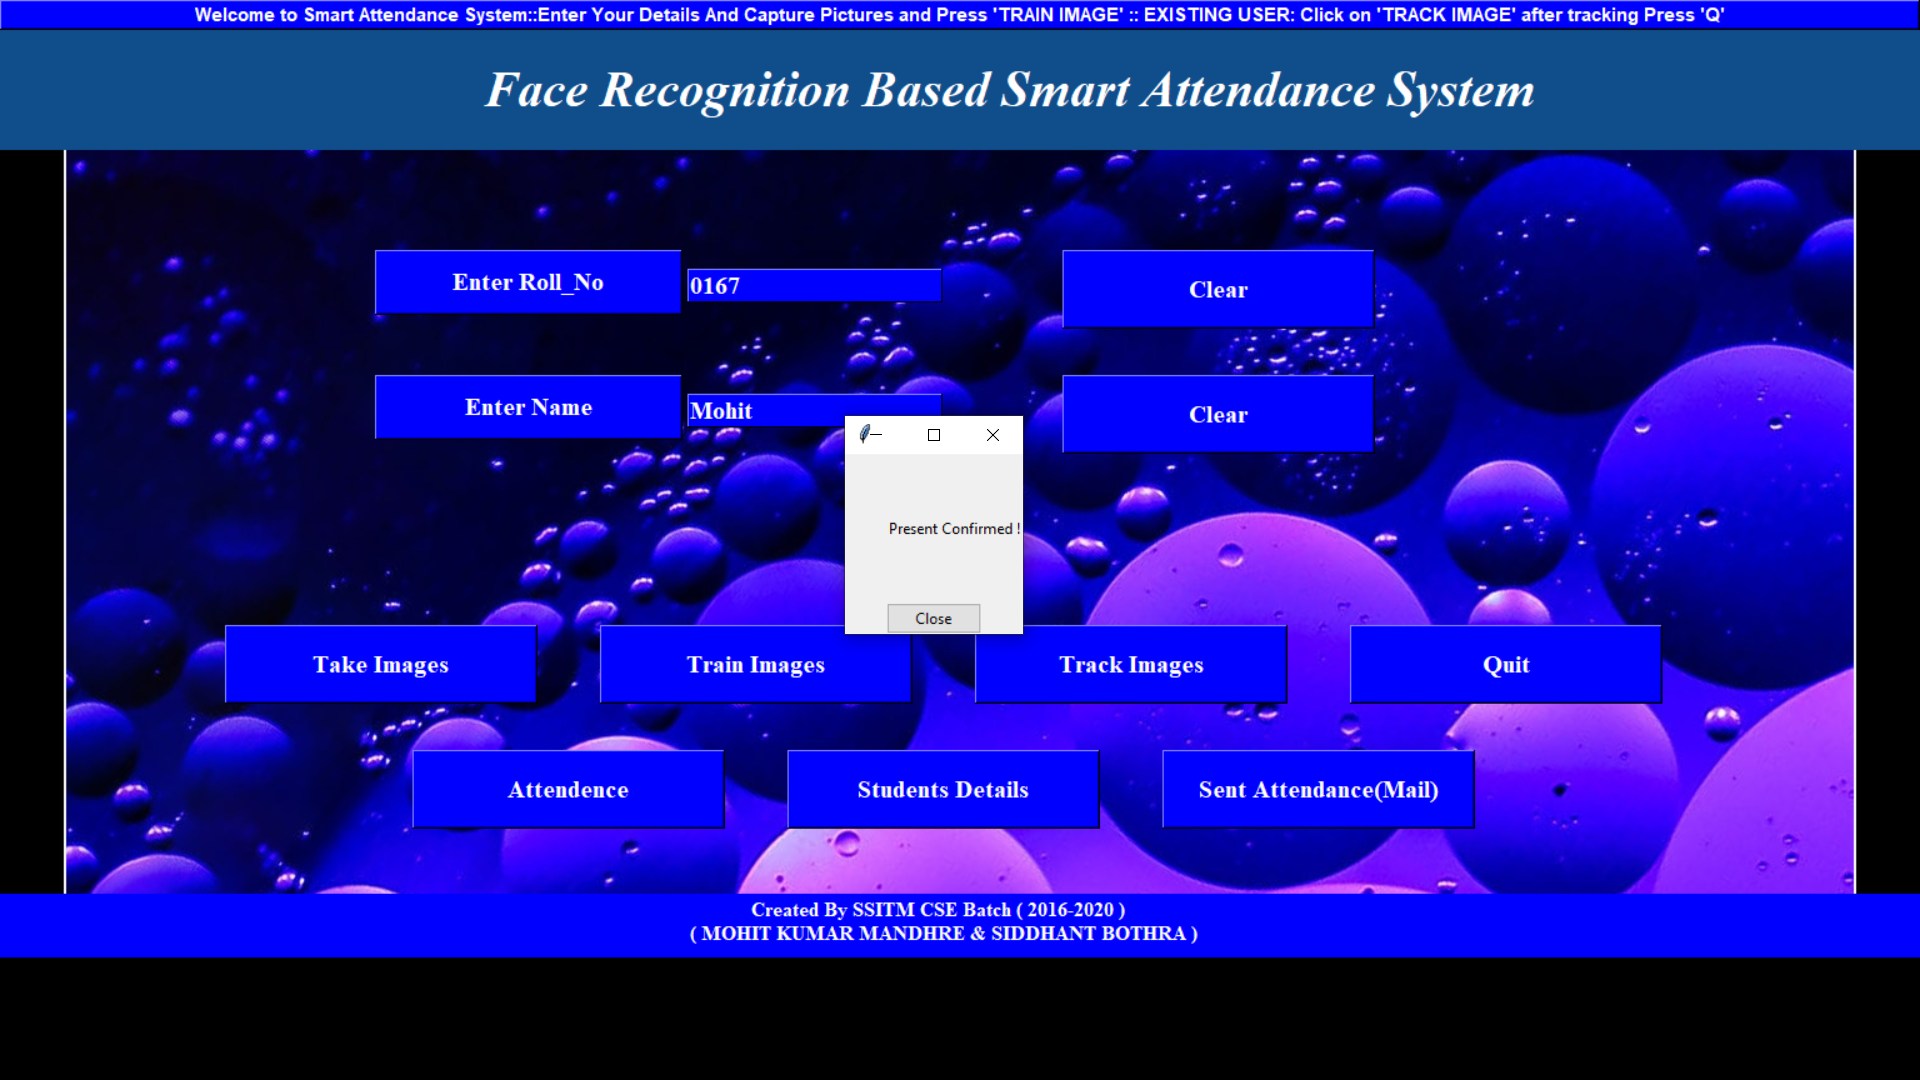 Welcome to Smart Attendance System::Enter Your Details And Capture Pictures and Press 'TRAIN IMAGE' :: EXISTING USER: Click on 'TRACK IMAGE' after tracking Press 'Q'
Face Recognition Based Smart Attendance System
Enter Roll_No
0167
Clear
Enter Name
Mohit
Clear
Present Confirmed !
Close
Take Images
Train Images
Track Images
Quit
Attendence
Students Details
Sent Attendance(Mail)
Created By SSITM CSE Batch ( 2016-2020 )
( MOHIT KUMAR MANDHRE & SIDDHANT BOTHRA )